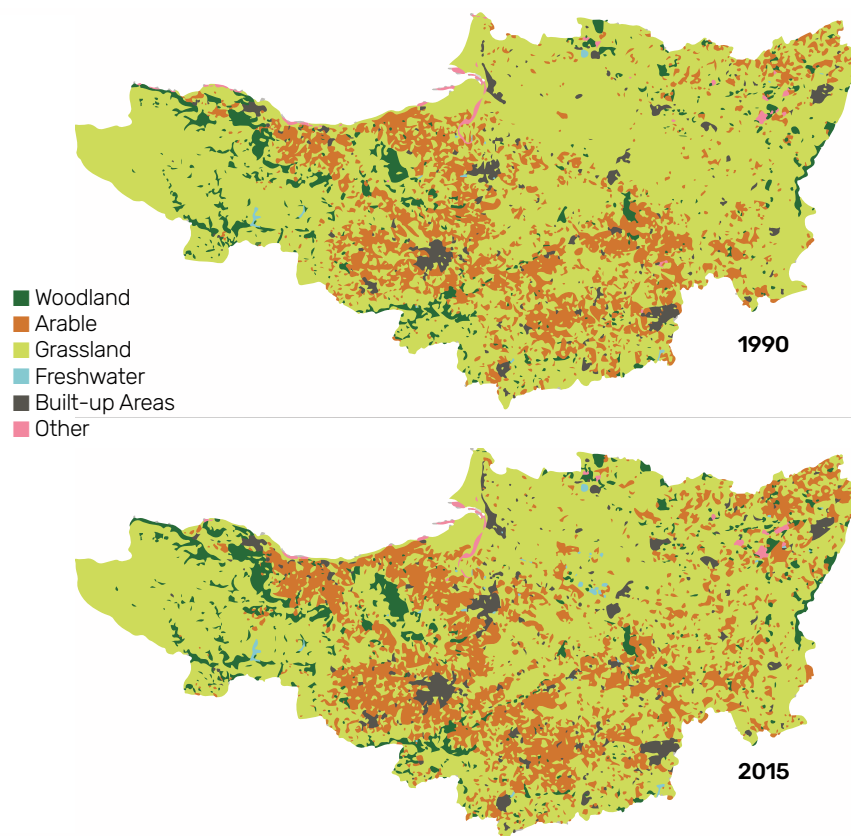 Woodland
Arable
Grassland
Freshwater
Built-up Areas
Other
1990
2015